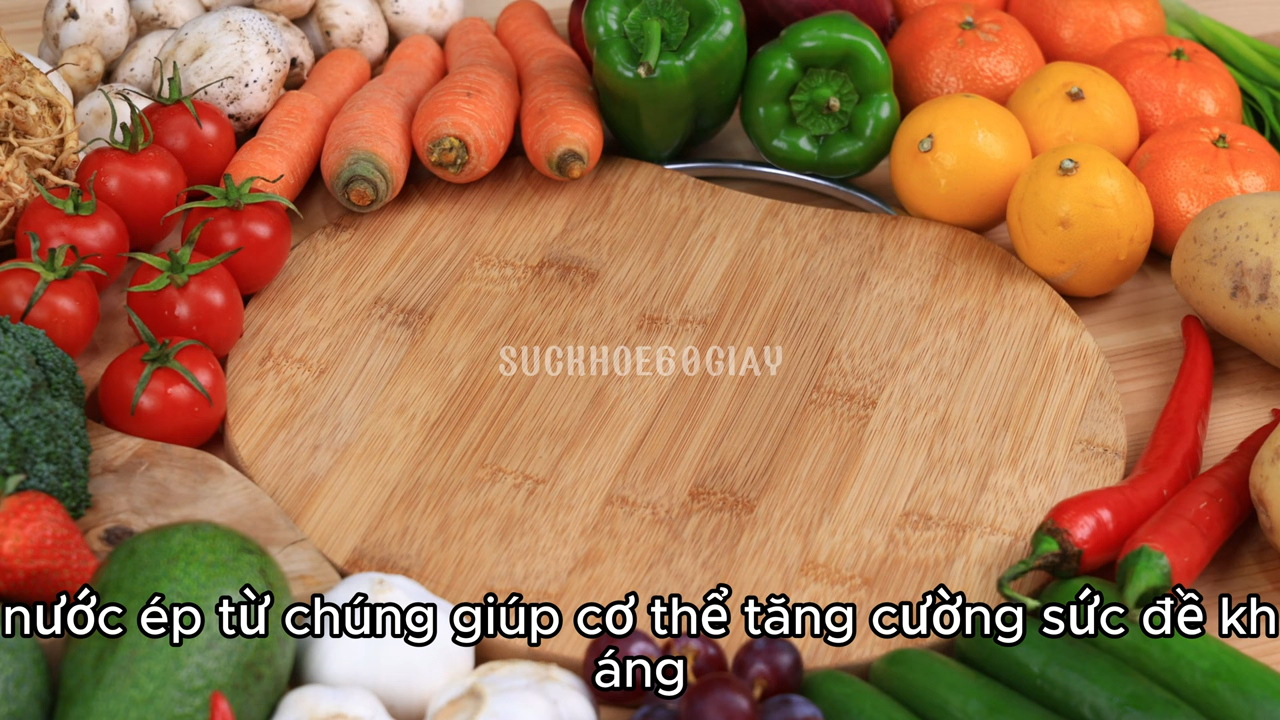 SUCKHOE60GIAY
nước ép từ chúng giúp cơ thể tăng cường sức đề kh
áng